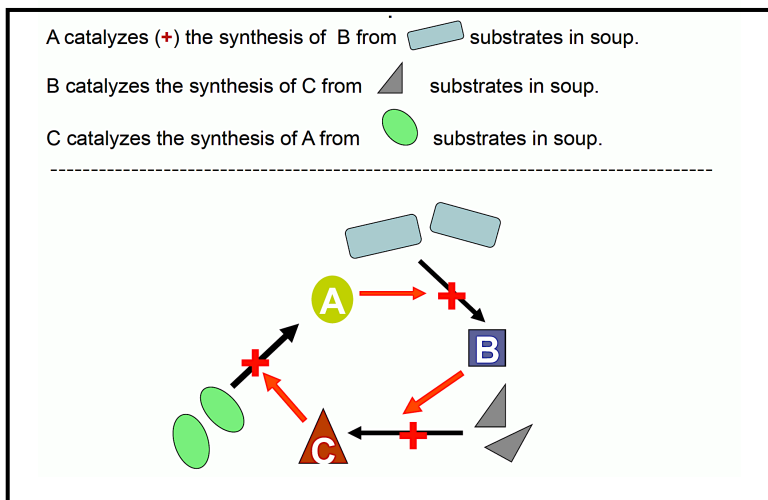 A catalyzes (+) the synthesis of B from substrates in soup.
B catalyzes the synthesis of C from substrates in soup.
C catalyzes the synthesis of A from substrates in soup.
A
B
C